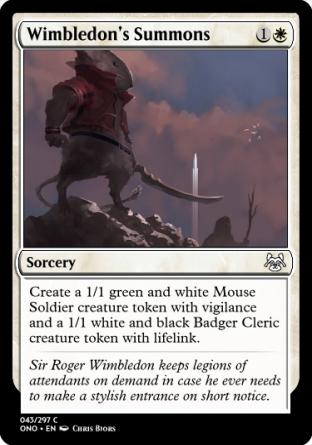 Wimbledon's Summons 1
Sorcery
Create a 1/1 green and white Mouse
Soldier creature token with vigilance
and a 1/1 white and black Badger Cleric
creature token with lifelink.
Sir Roger Wimbledon keeps legions of
attendants on demand in case he ever needs
to make a stylish entrance on short notice.
043/297 C
ONO • EN Chris Biors